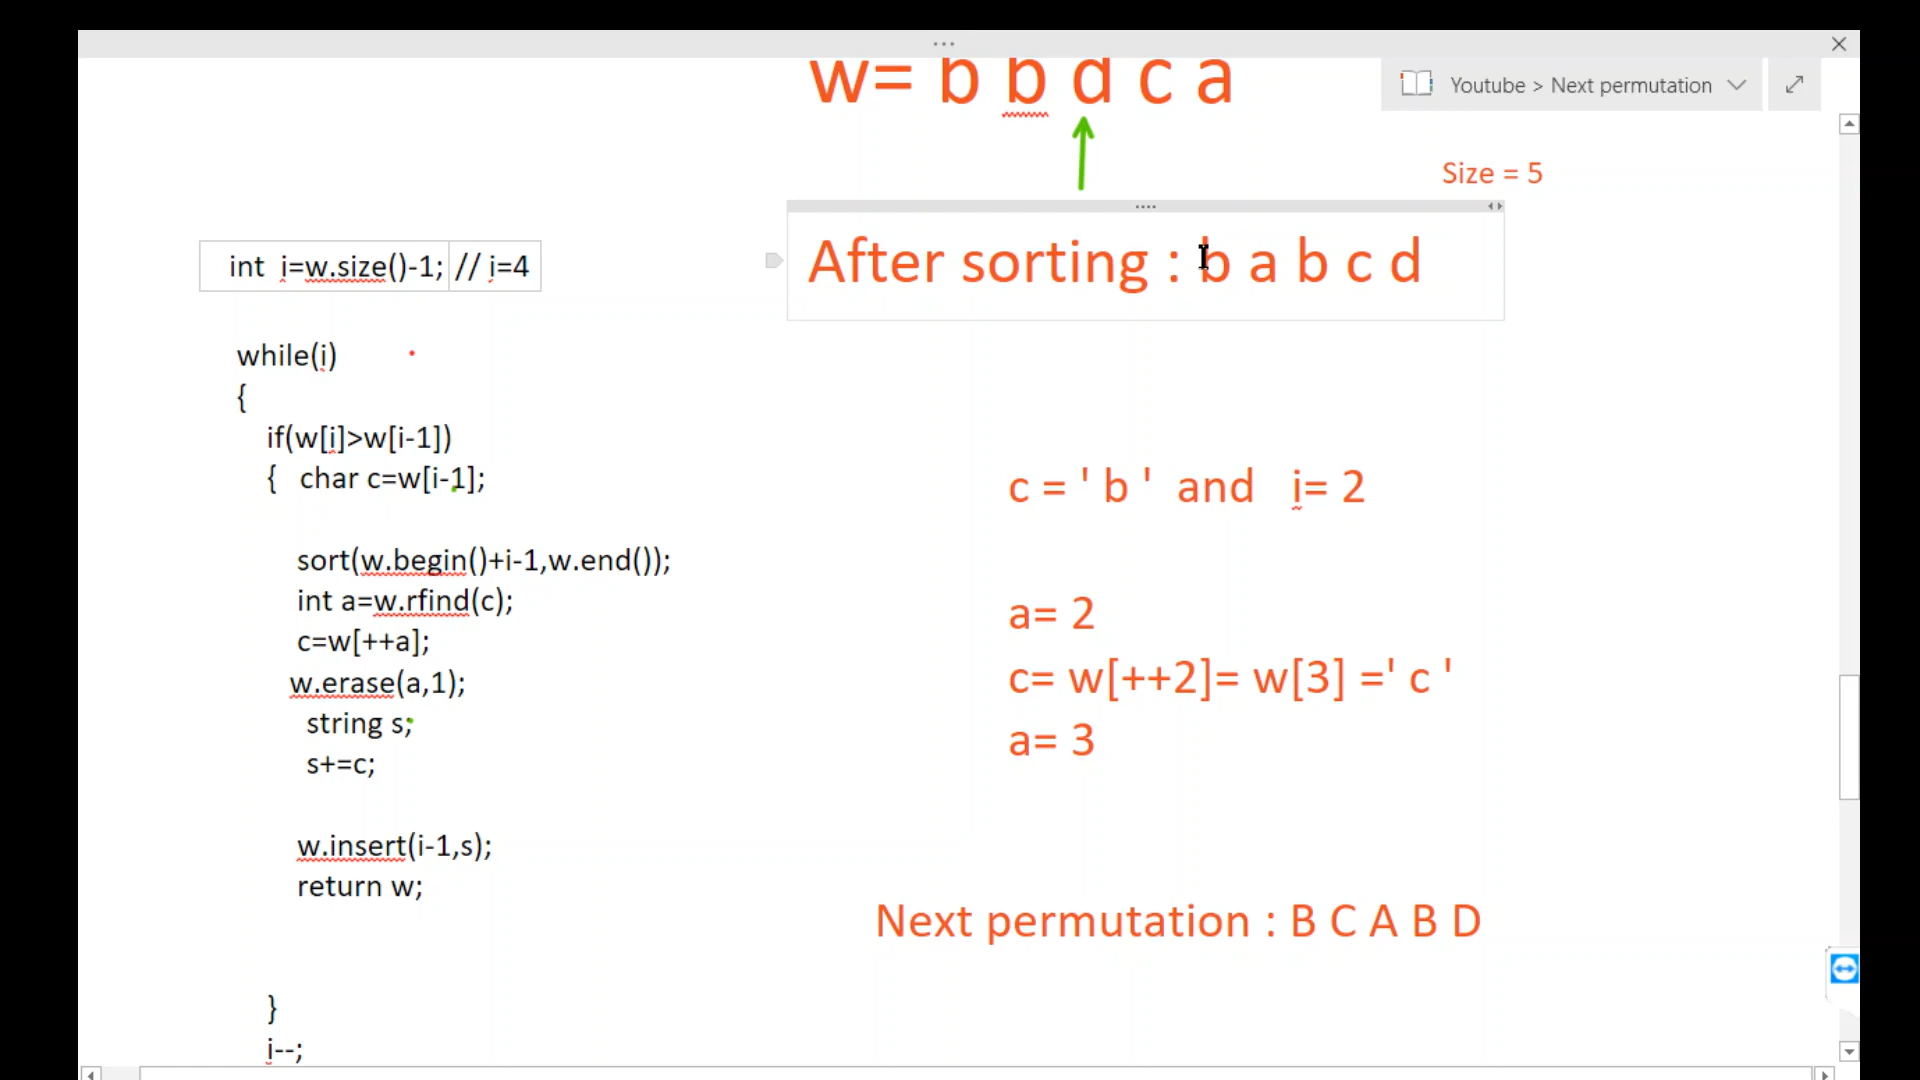 w= b b d c a
Youtube > Next permutation
Size = 5
After sorting : b a b c d
int i=w.size()-1; // i=4
while(i)
{
if(w[i]>w[i-1])
{ char c=w[i-1];
sort(w.begin()+i-1,w.end());
int a=w.rfind(c);
c=w[++a];
w.erase(a,1);
string s;
s+=c;
w.insert(i-1,s);
return w;
}
i--;
c = ' b ' and i= 2
a= 2
c= w[++2]= w[3] =' c '
a= 3
Next permutation : B C A B D